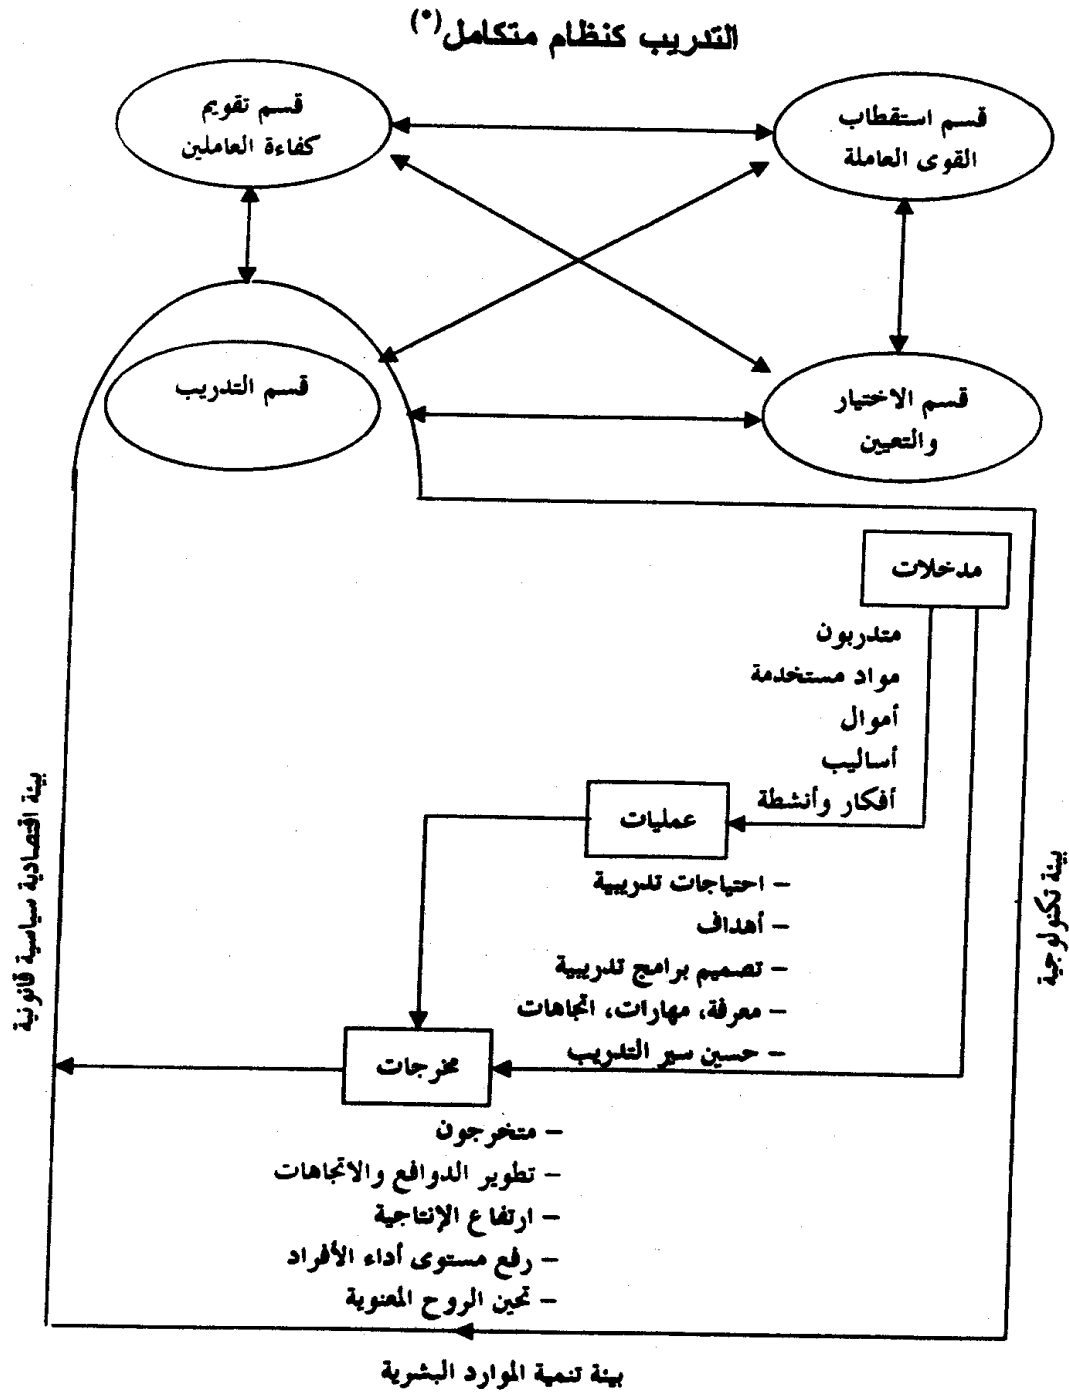 التدريب كنظام متكامل(*)
قسم استقطاب
القوى العاملة
قسم تقويم
كفاءة العاملين
قسم الاختيار
والتعيين
قسم التدريب
مدخلات
متدربون
مواد مستخدمة
أموال
أساليب
أفكار وأنشطة
عمليات
– احتياجات تدريبية
– أهداف
– تصميم برامج تدريبية
– معرفة، مهارات، اتجاهات
– حسين سير التدريب
مخرجات
– متخرجون
– تطوير الدوافع والاتجاهات
– ارتفاع الإنتاجية
– رفع مستوى أداء الأفراد
– تحين الروح المعنوية
بيئة تكنولوجية
بيئة اقتصادية سياسية قانونية
بيئة تنمية الموارد البشرية